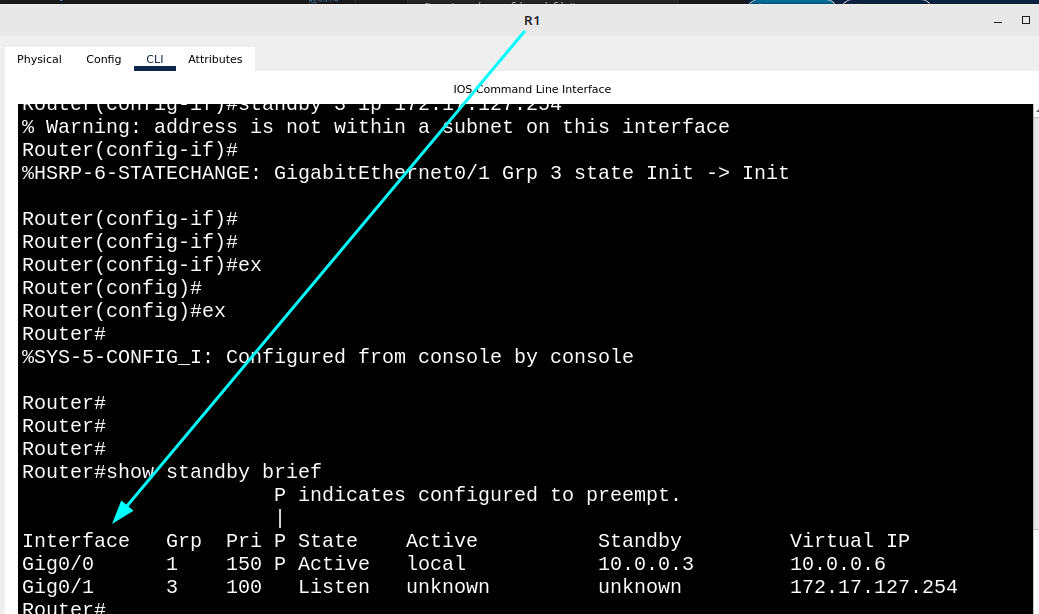 R1
Physical Config CLI Attributes
IOS Command Line Interface
Router(config-if)#standby 3 ip 172.17.127.254
% Warning: address is not within a subnet on this interface
Router(config-if)#
%HSRP-6-STATECHANGE: GigabitEthernet0/1 Grp 3 state Init -> Init
Router(config-if)#
Router(config-if)#
Router(config-if)#ex
Router(config)#
Router(config)#ex
Router#
%SYS-5-CONFIG_I: Configured from console by console
Router#
Router#
Router#
Router#show standby brief
P indicates configured to preempt.
|
Interface Grp Pri P State Active Standby Virtual IP
Gig0/0 1 150 P Active local 10.0.0.3 10.0.0.6
Gig0/1 3 100 Listen unknown unknown 172.17.127.254
Router#